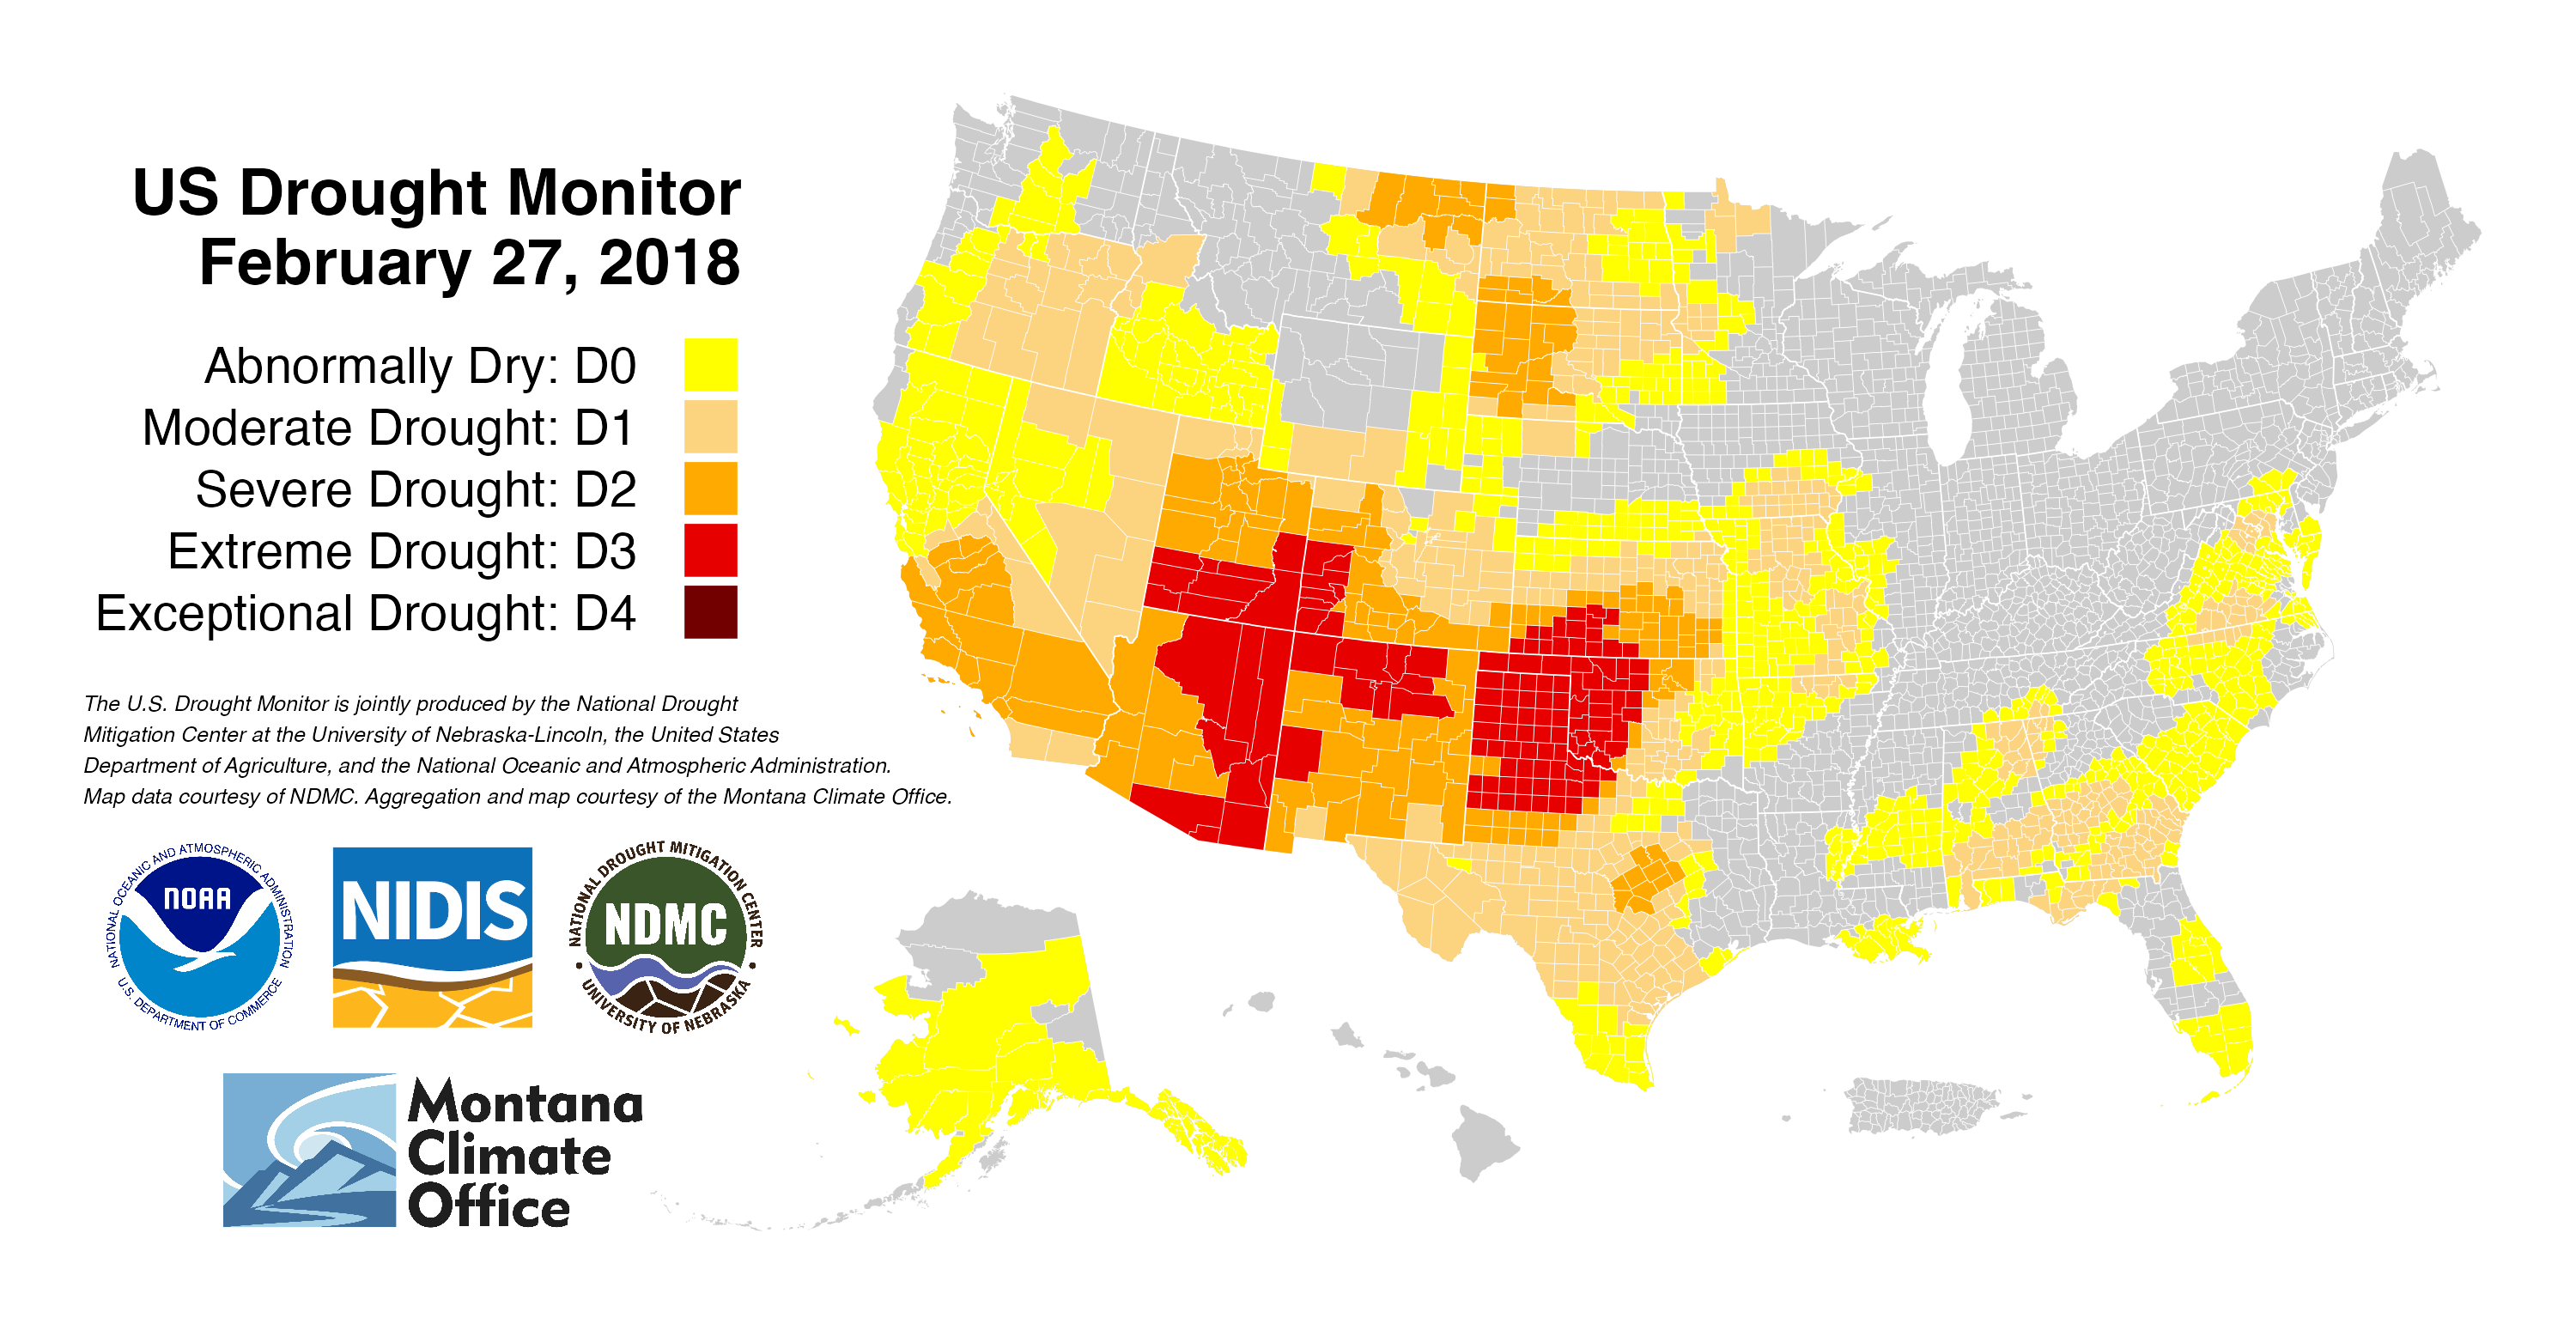 US Drought Monitor
February 27, 2018
Abnormally Dry: D0
Moderate Drought: D1
Severe Drought: D2
Extreme Drought: D3
Exceptional Drought: D4
The U.S. Drought Monitor is jointly produced by the National Drought
Mitigation Center at the University of Nebraska-Lincoln, the United States
Department of Agriculture, and the National Oceanic and Atmospheric Administration.
Map data courtesy of NDMC. Aggregation and map courtesy of the Montana Climate Office.
NATIONAL OCEANIC AND ATMOSPHERIC ADMINISTRATION
NOAA
U.S. DEPARTMENT OF COMMERCE
NIDIS
NATIONAL DROUGHT MITIGATION CENTER
NDMC
UNIVERSITY OF NEBRASKA
Montana
Climate
Office